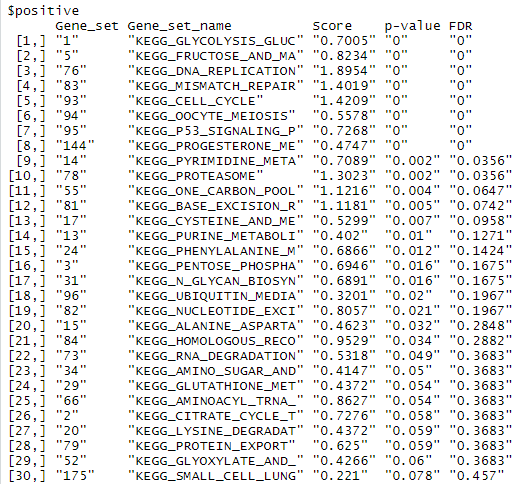 $positive
Gene_set Gene_set_name Score p-value FDR
[1,] "1" "KEGG_GLYCOLYSIS_GLUC" "0.7005" "0" "0"
[2,] "5" "KEGG_FRUCTOSE_AND_MA" "0.8234" "0" "0"
[3,] "76" "KEGG_DNA_REPLICATION" "1.8954" "0" "0"
[4,] "83" "KEGG_MISMATCH_REPAIR" "1.4019" "0" "0"
[5,] "93" "KEGG_CELL_CYCLE" "1.4209" "0" "0"
[6,] "94" "KEGG_OOCYTE_MEIOSIS" "0.5578" "0" "0"
[7,] "95" "KEGG_P53_SIGNALING_P" "0.7268" "0" "0"
[8,] "144" "KEGG_PROGESTERONE_ME" "0.4747" "0" "0"
[9,] "14" "KEGG_PYRIMIDINE_META" "0.7089" "0.002" "0.0356"
[10,] "78" "KEGG_PROTEASOME" "1.3023" "0.002" "0.0356"
[11,] "55" "KEGG_ONE_CARBON_POOL" "1.1216" "0.004" "0.0647"
[12,] "81" "KEGG_BASE_EXCISION_R" "1.1181" "0.005" "0.0742"
[13,] "17" "KEGG_CYSTEINE_AND_ME" "0.5299" "0.007" "0.0958"
[14,] "13" "KEGG_PURINE_METABOLI" "0.402" "0.01" "0.1271"
[15,] "24" "KEGG_PHENYLALANINE_M" "0.6866" "0.012" "0.1424"
[16,] "3" "KEGG_PENTOSE_PHOSPHA" "0.6946" "0.016" "0.1675"
[17,] "31" "KEGG_N_GLYCAN_BIOSYN" "0.6891" "0.016" "0.1675"
[18,] "96" "KEGG_UBIQUITIN_MEDIA" "0.3201" "0.02" "0.1967"
[19,] "82" "KEGG_NUCLEOTIDE_EXCI" "0.8057" "0.021" "0.1967"
[20,] "15" "KEGG_ALANINE_ASPARTA" "0.4623" "0.032" "0.2848"
[21,] "84" "KEGG_HOMOLOGOUS_RECO" "0.9529" "0.034" "0.2882"
[22,] "73" "KEGG_RNA_DEGRADATION" "0.5318" "0.049" "0.3683"
[23,] "34" "KEGG_AMINO_SUGAR_AND" "0.4147" "0.05" "0.3683"
[24,] "29" "KEGG_GLUTATHIONE_MET" "0.4372" "0.054" "0.3683"
[25,] "66" "KEGG_AMINOACYL_TRNA_" "0.8627" "0.054" "0.3683"
[26,] "2" "KEGG_CITRATE_CYCLE_T" "0.7276" "0.058" "0.3683"
[27,] "20" "KEGG_LYSINE_DEGRADAT" "0.4372" "0.059" "0.3683"
[28,] "79" "KEGG_PROTEIN_EXPORT" "0.625" "0.059" "0.3683"
[29,] "52" "KEGG_GLYOXYLATE_AND_" "0.4266" "0.06" "0.3683"
[30,] "175" "KEGG_SMALL_CELL_LUNG" "0.221" "0.078" "0.457"